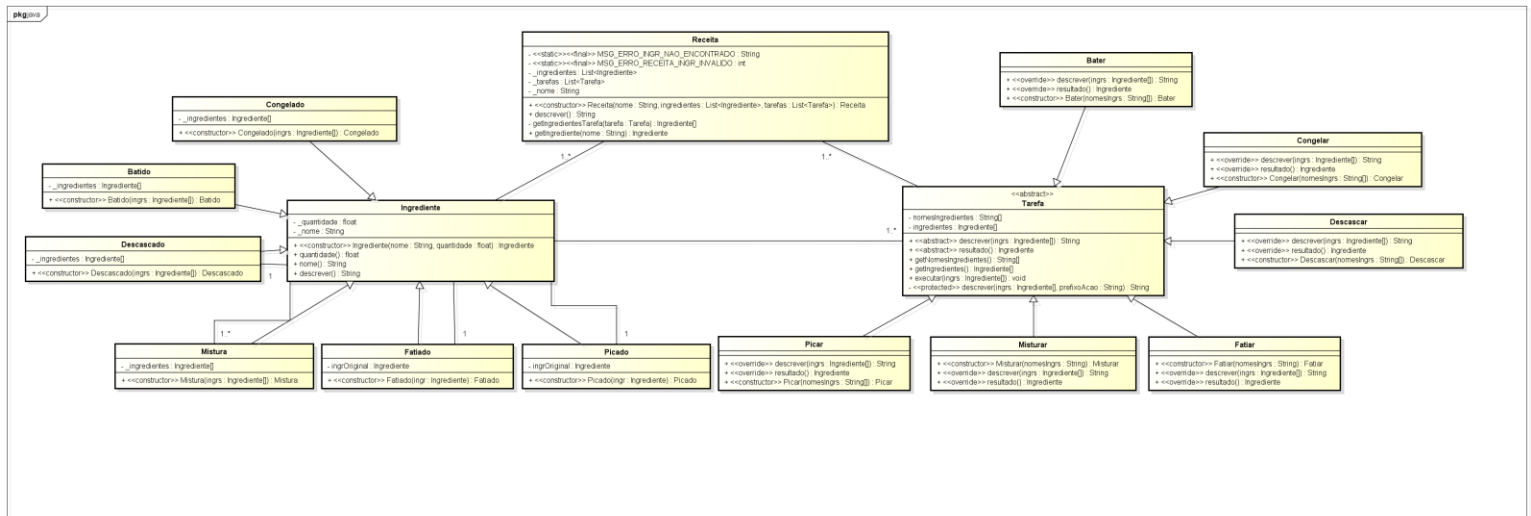 pkg java
Receita
- <<static>><<final>> MSG_ERRO_INGR_NAO_ENCONTRADO : String
- <<static>><<final>> MSG_ERRO_RECEITA_INGR_INVALIDO : int
- _ingredientes : List<Ingrediente>
- _tarefas : List<Tarefa>
- _nome : String
+ <<constructor>> Receita(nome : String, ingredientes : List<Ingrediente>, tarefas : List<Tarefa>) : Receita
+ descrever() : String
- getIngredientesTarefa(tarefa : Tarefa) : Ingrediente[]
+ getIngrediente(nome : String) : Ingrediente
Bater
+ <<override>> descrever(ingrs : Ingrediente[]) : String
+ <<override>> resultado() : Ingrediente
+ <<constructor>> Bater(nomesIngrs : String[]) : Bater
Congelado
- _ingredientes : Ingrediente[]
+ <<constructor>> Congelado(ingrs : Ingrediente[]) : Congelado
Congelar
+ <<override>> descrever(ingrs : Ingrediente[]) : String
+ <<override>> resultado() : Ingrediente
+ <<constructor>> Congelar(nomesIngrs : String[]) : Congelar
1..*
1..*
Batido
- _ingredientes : Ingrediente[]
+ <<constructor>> Batido(ingrs : Ingrediente[]) : Batido
Ingrediente
- _quantidade : float
- _nome : String
+ <<constructor>> Ingrediente(nome : String, quantidade : float) : Ingrediente
+ quantidade() : float
+ nome() : String
+ descrever() : String
<<abstract>>
Tarefa
- nomesIngredientes : String[]
- ingredientes : Ingrediente[]
+ <<abstract>> descrever(ingrs : Ingrediente[]) : String
+ <<abstract>> resultado() : Ingrediente
+ getNomesIngredientes() : String[]
+ getIngredientes() : Ingrediente[]
+ executar(ingrs : Ingrediente[]) : void
- <<protected>> descrever(ingrs : Ingrediente[], prefixoAcao : String) : String
1..*
Descascar
+ <<override>> descrever(ingrs : Ingrediente[]) : String
+ <<override>> resultado() : Ingrediente
+ <<constructor>> Descascar(nomesIngrs : String[]) : Descascar
Descascado
- _ingredientes : Ingrediente[]
+ <<constructor>> Descascado(ingrs : Ingrediente[]) : Descascado
1
1..*
1
1
Mistura
- _ingredientes : Ingrediente[]
+ <<constructor>> Mistura(ingrs : Ingrediente[]) : Mistura
Fatiado
- ingrOriginal : Ingrediente
+ <<constructor>> Fatiado(ingr : Ingrediente) : Fatiado
Picado
- ingrOriginal : Ingrediente
+ <<constructor>> Picado(ingr : Ingrediente) : Picado
Picar
+ <<override>> descrever(ingrs : Ingrediente[]) : String
+ <<override>> resultado() : Ingrediente
+ <<constructor>> Picar(nomesIngrs : String[]) : Picar
Misturar
+ <<constructor>> Misturar(nomesIngrs : String) : Misturar
+ <<override>> descrever(ingrs : Ingrediente[]) : String
+ <<override>> resultado() : Ingrediente
Fatiar
+ <<constructor>> Fatiar(nomesIngrs : String) : Fatiar
+ <<override>> descrever(ingrs : Ingrediente[]) : String
+ <<override>> resultado() : Ingrediente